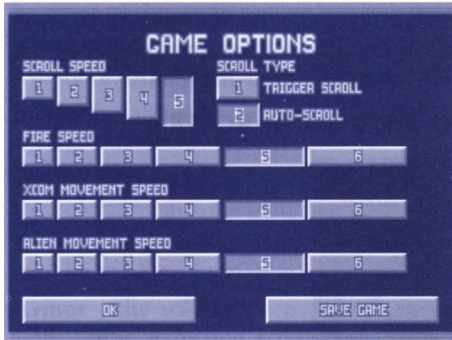 GAME OPTIONS
SCROLL SPEED
1 2 3 4 5
SCROLL TYPE
1 TRIGGER SCROLL
2 AUTO-SCROLL
FIRE SPEED
1 2 3 4 5 6
XCOM MOVEMENT SPEED
1 2 3 4 5 6
ALIEN MOVEMENT SPEED
1 2 3 4 5 6
OK
SAVE GAME